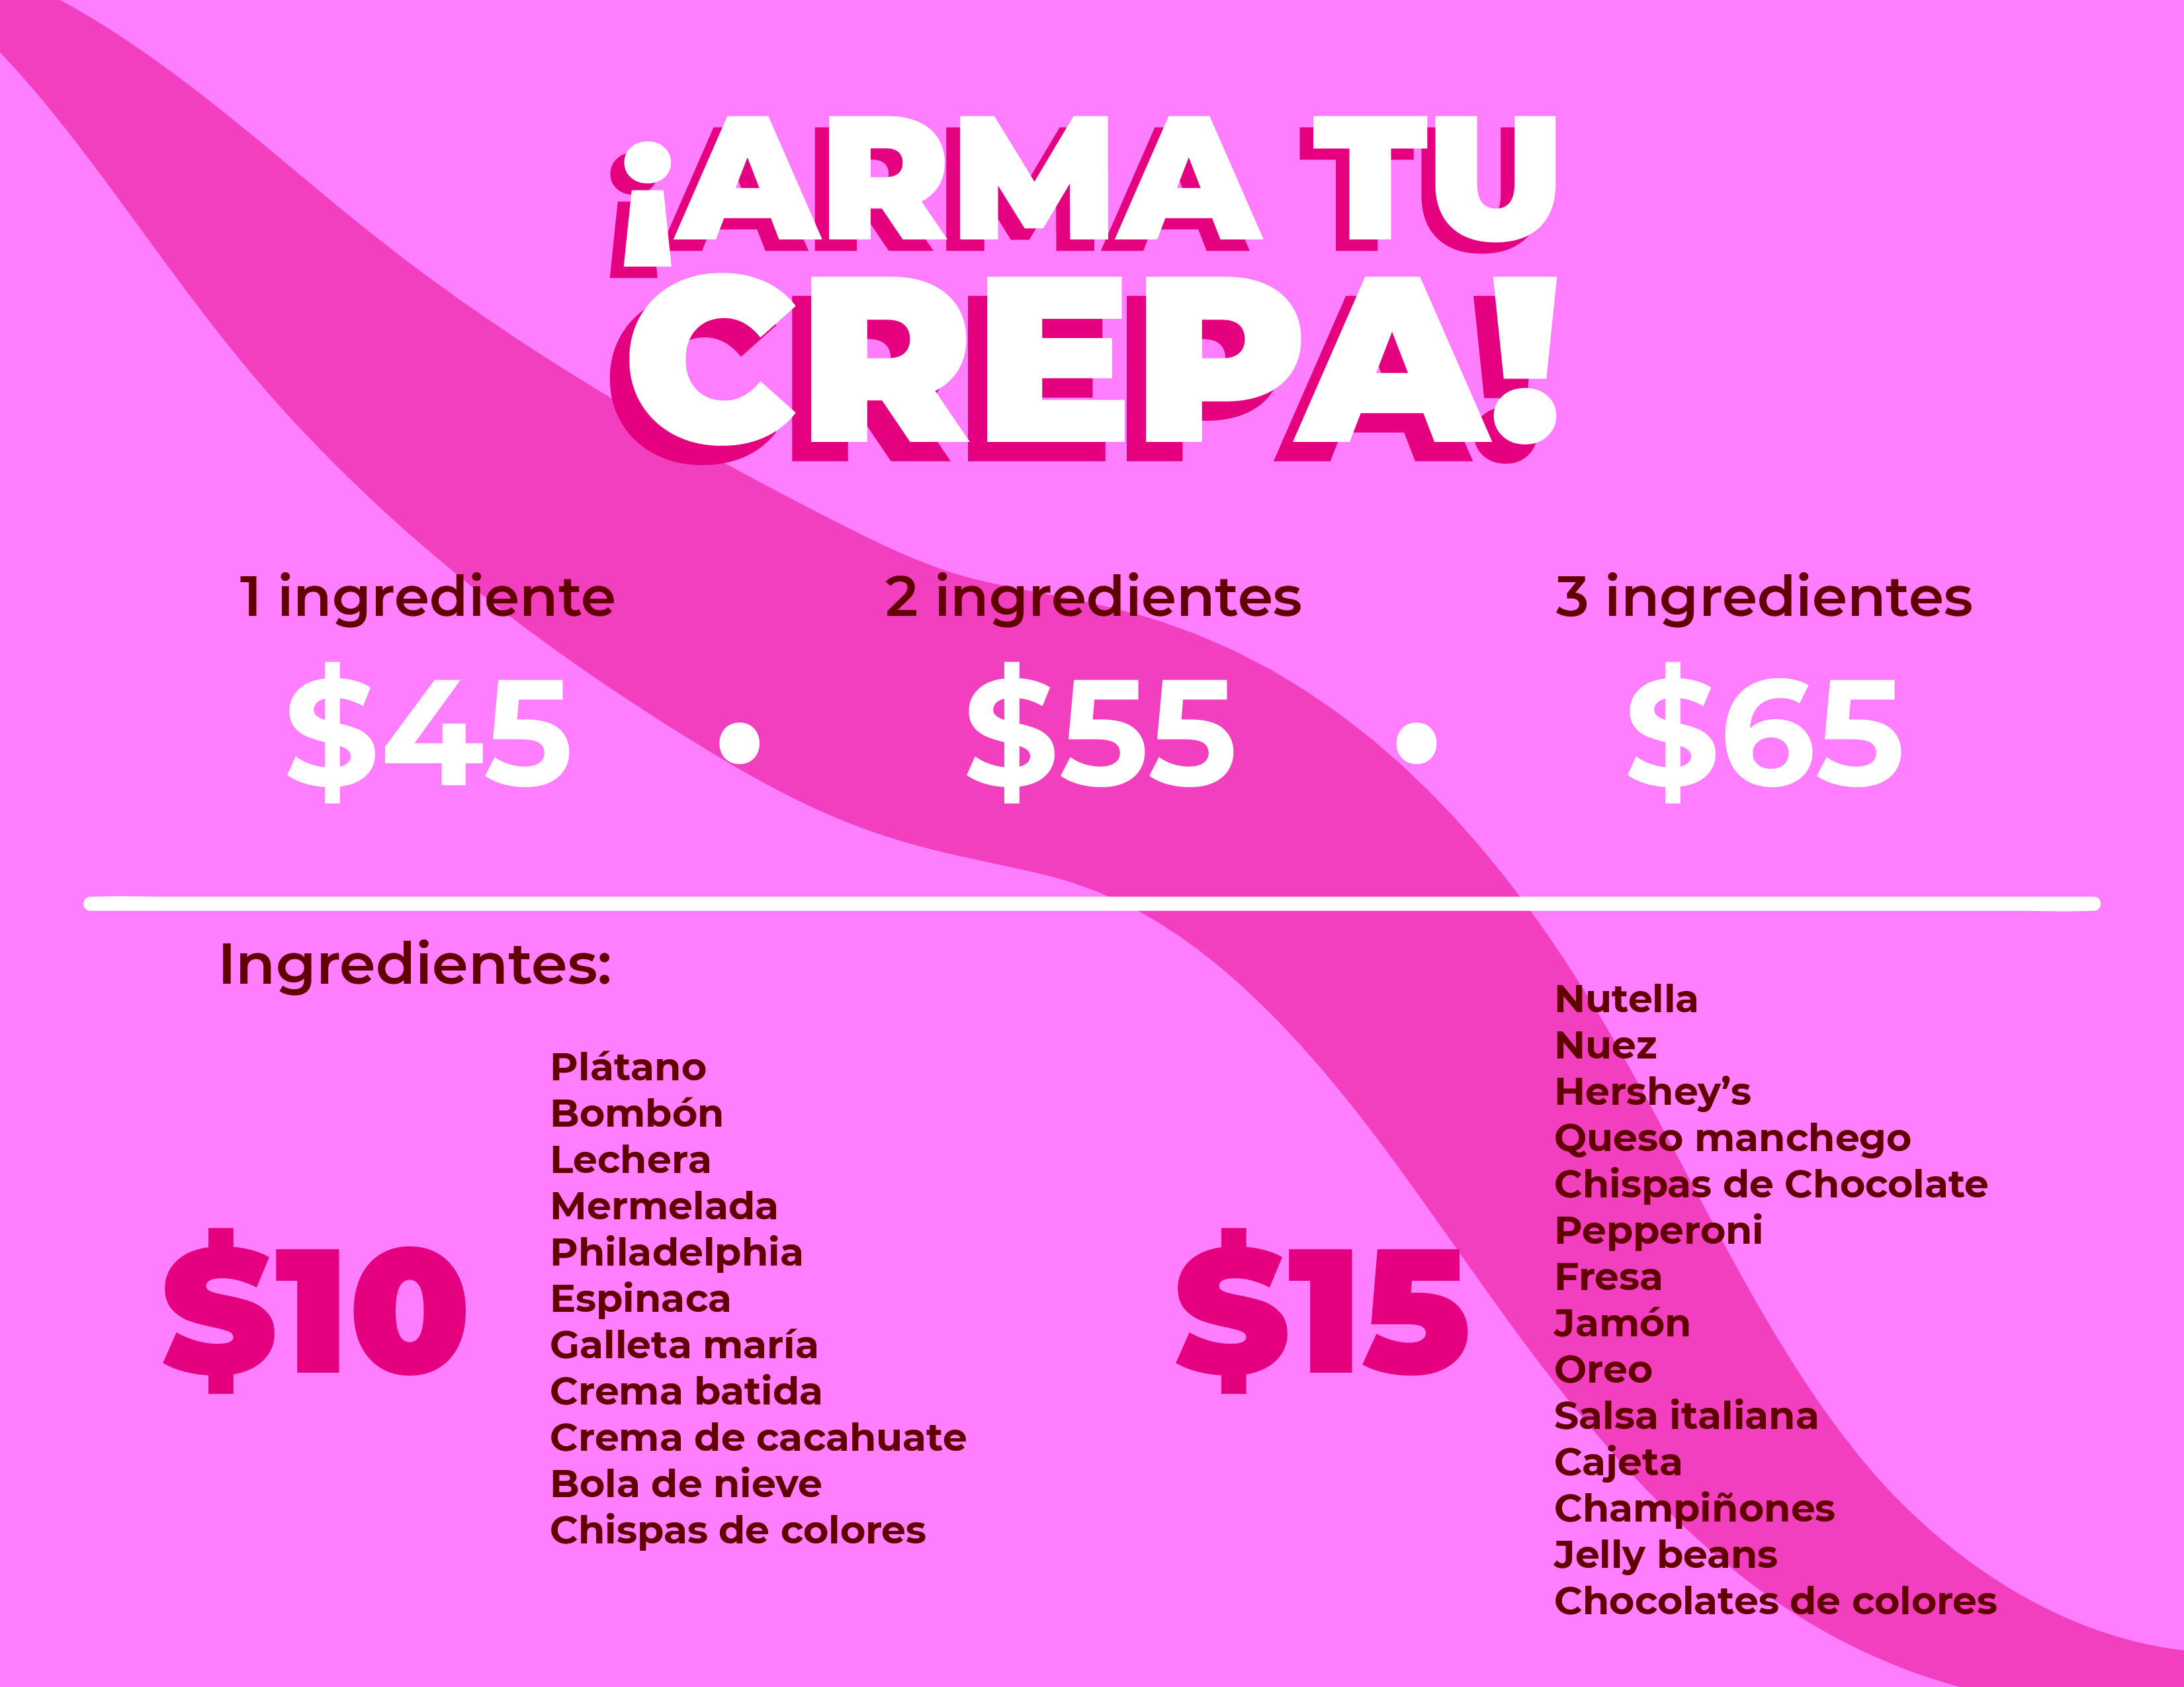 ¡ARMA TU
CREPA!
1 ingrediente
$45
•
2 ingredientes
$55
•
3 ingredientes
$65
Ingredientes:
$10
Plátano
Bombón
Lechera
Mermelada
Philadelphia
Espinaca
Galleta maría
Crema batida
Crema de cacahuate
Bola de nieve
Chispas de colores
$15
Nutella
Nuez
Hershey’s
Queso manchego
Chispas de Chocolate
Pepperoni
Fresa
Jamón
Oreo
Salsa italiana
Cajeta
Champiñones
Jelly beans
Chocolates de colores